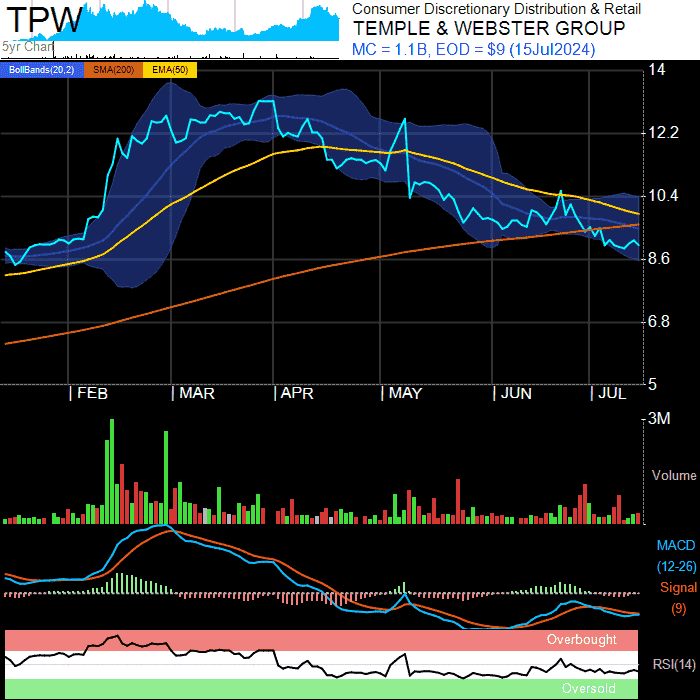 TPW
5yr Chart
Consumer Discretionary Distribution & Retail
TEMPLE & WEBSTER GROUP
MC = 1.1B, EOD = $9 (15Jul2024)
BollBands(20,2) SMA(200) EMA(50)
14
12.2
10.4
8.6
6.8
5
| FEB | MAR | APR | MAY | JUN | JUL
3M
Volume
MACD
(12-26)
Signal
(9)
Overbought
RSI(14)
Oversold